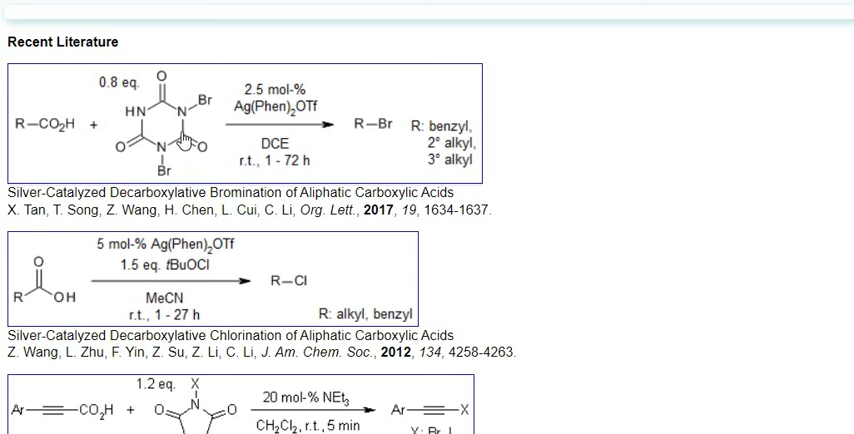 Recent Literature
0.8 eq.
O
2.5 mol-%
Br
Ag(Phen)₂OTf
HN
N
R–CO₂H +
R–Br
R: benzyl,
DCE
2° alkyl,
O
N
O
r.t., 1 - 72 h
3° alkyl
Br
Silver-Catalyzed Decarboxylative Bromination of Aliphatic Carboxylic Acids
X. Tan, T. Song, Z. Wang, H. Chen, L. Cui, C. Li, Org. Lett., 2017, 19, 1634-1637.
5 mol-% Ag(Phen)₂OTf
O
1.5 eq. tBuOCl
R–Cl
R
OH
MeCN
r.t., 1 - 27 h
R: alkyl, benzyl
Silver-Catalyzed Decarboxylative Chlorination of Aliphatic Carboxylic Acids
Z. Wang, L. Zhu, F. Yin, Z. Su, Z. Li, C. Li, J. Am. Chem. Soc., 2012, 134, 4258-4263.
1.2 eq.
X
20 mol-% NEt₃
Ar≡CO₂H +
O
N
O
Ar≡X
CH₂Cl₂, r.t., 5 min
X: Br, I